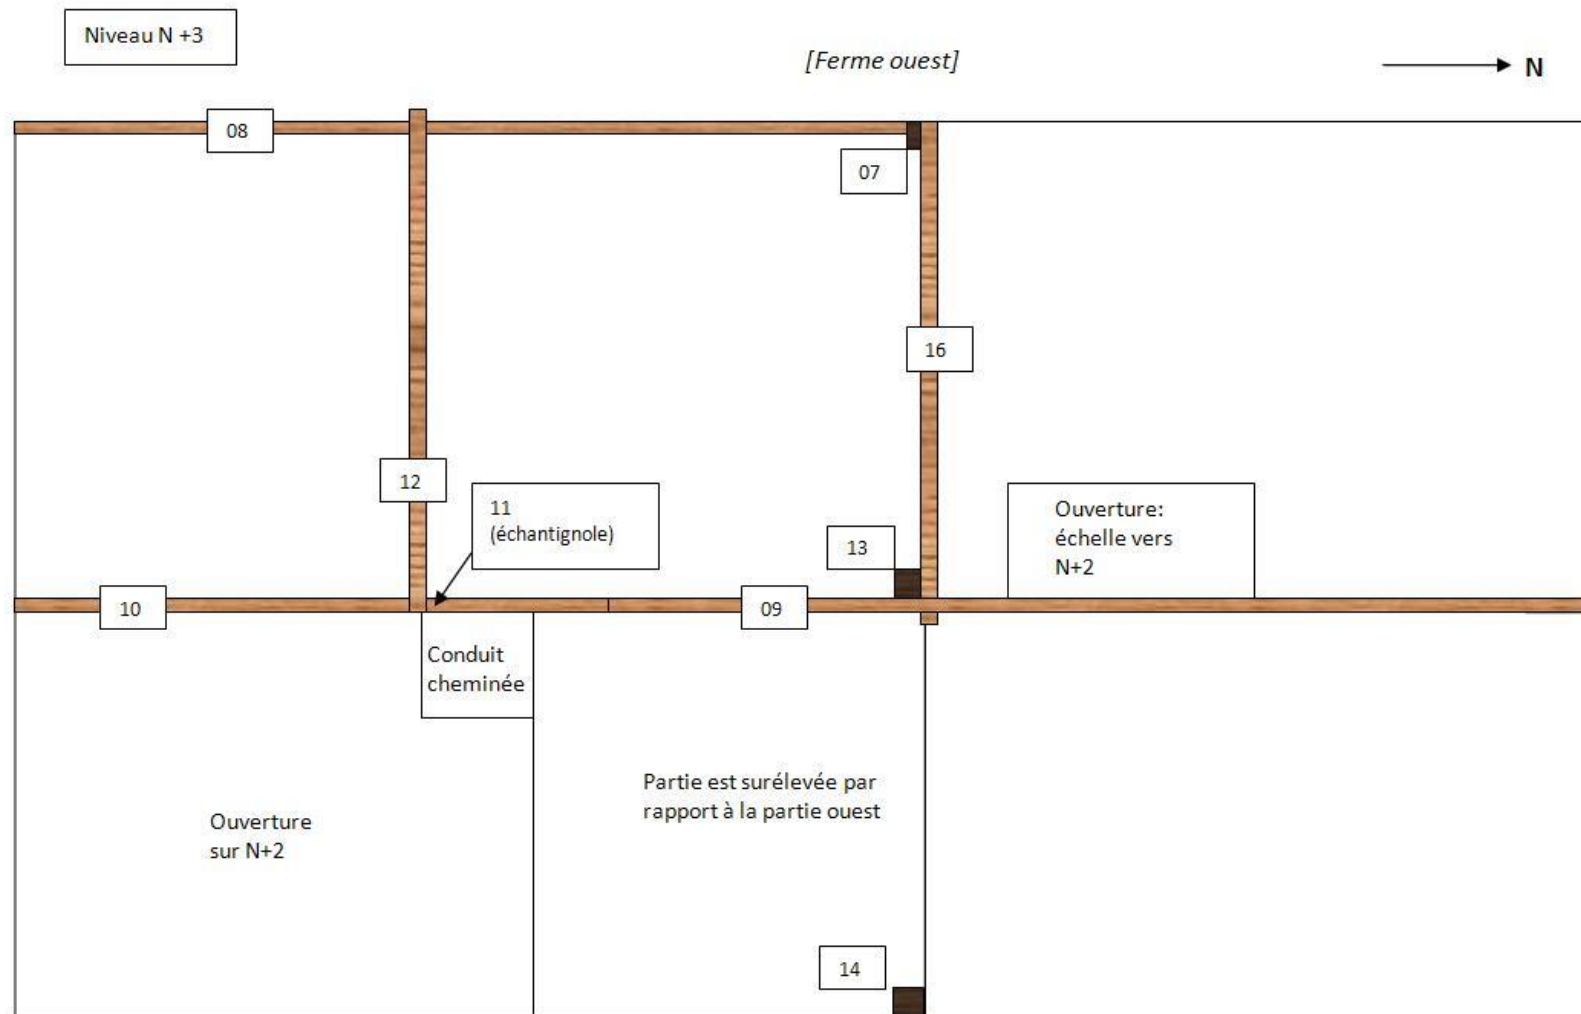 Niveau N +3
[Ferme ouest]
N
08
07
16
12
11
(échantignole)
13
Ouverture:
échelle vers
N+2
10
09
Conduit
cheminée
Partie est surélevée par
rapport à la partie ouest
Ouverture
sur N+2
14